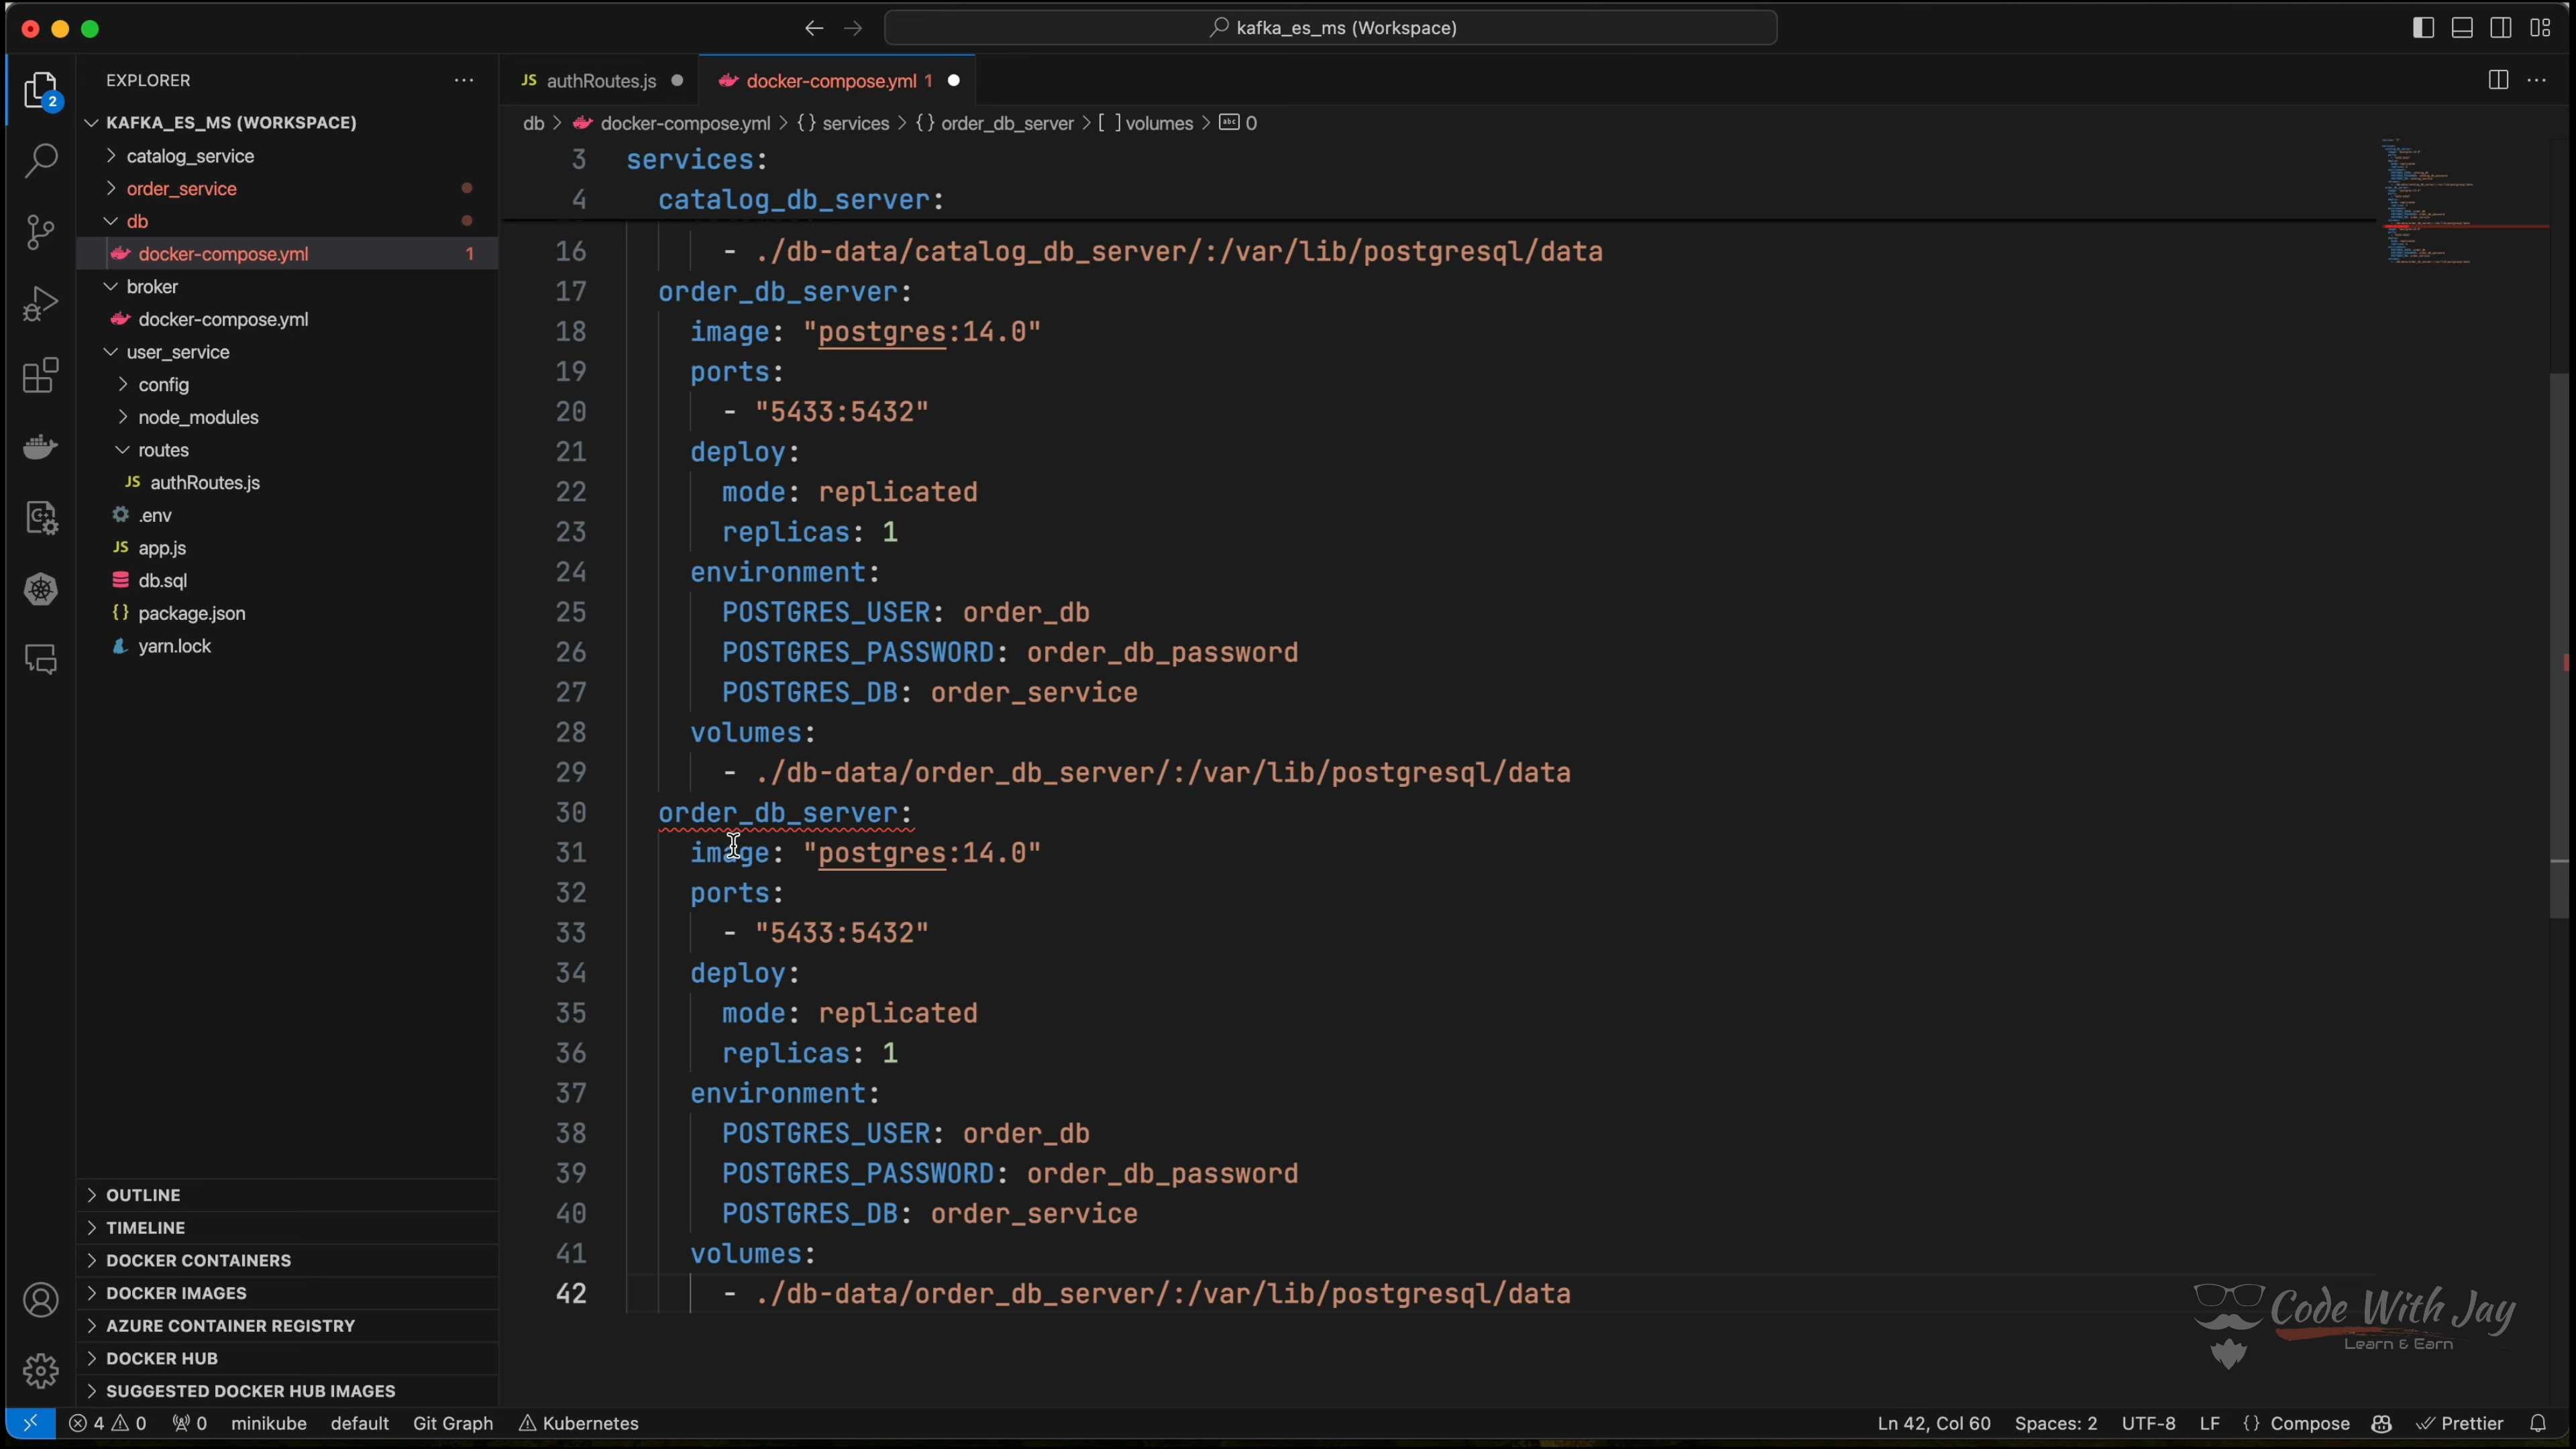 kafka_es_ms (Workspace)
EXPLORER
2
KAFKA_ES_MS (WORKSPACE)
catalog_service
order_service
db
docker-compose.yml 1
broker
docker-compose.yml
user_service
config
node_modules
routes
JS authRoutes.js
.env
JS app.js
db.sql
{} package.json
yarn.lock
OUTLINE
TIMELINE
DOCKER CONTAINERS
DOCKER IMAGES
AZURE CONTAINER REGISTRY
DOCKER HUB
SUGGESTED DOCKER HUB IMAGES
JS authRoutes.js
docker-compose.yml 1
db > docker-compose.yml > {} services > {} order_db_server > [ ] volumes > abc 0
3 services:
4 catalog_db_server:
16 - ./db-data/catalog_db_server/:/var/lib/postgresql/data
17 order_db_server:
18 image: "postgres:14.0"
19 ports:
20 - "5433:5432"
21 deploy:
22 mode: replicated
23 replicas: 1
24 environment:
25 POSTGRES_USER: order_db
26 POSTGRES_PASSWORD: order_db_password
27 POSTGRES_DB: order_service
28 volumes:
29 - ./db-data/order_db_server/:/var/lib/postgresql/data
30 order_db_server:
31 image: "postgres:14.0"
32 ports:
33 - "5433:5432"
34 deploy:
35 mode: replicated
36 replicas: 1
37 environment:
38 POSTGRES_USER: order_db
39 POSTGRES_PASSWORD: order_db_password
40 POSTGRES_DB: order_service
41 volumes:
42 - ./db-data/order_db_server/:/var/lib/postgresql/data
Code With Jay
Learn & Earn
4 0 0 minikube default Git Graph Kubernetes
Ln 42, Col 60 Spaces: 2 UTF-8 LF {} Compose Prettier